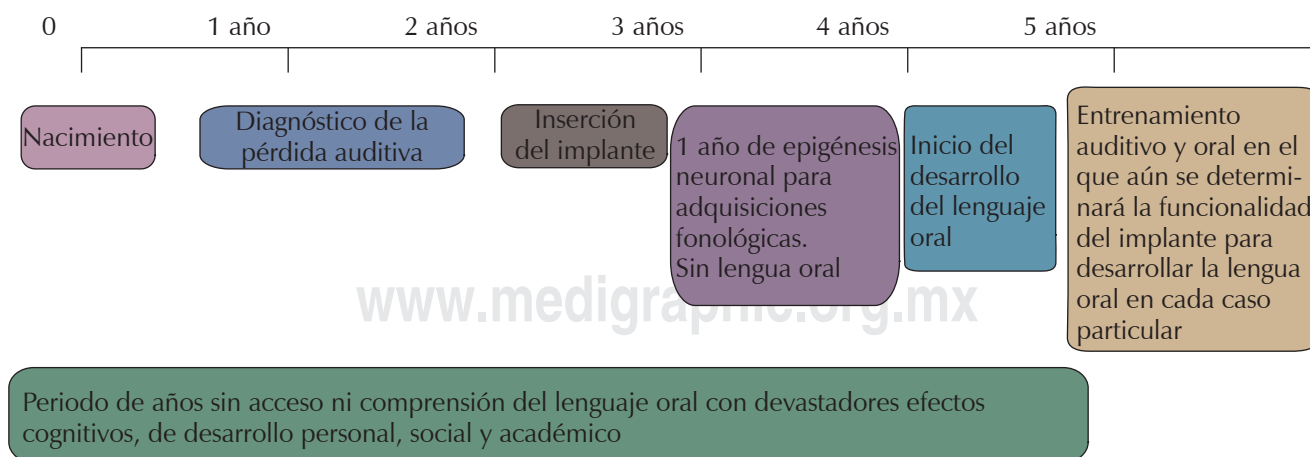 0 1 año 2 años 3 años 4 años 5 años
Nacimiento
Diagnóstico de la
pérdida auditiva
Inserción
del implante
1 año de epigénesis
neuronal para
adquisiciones
fonológicas.
Sin lengua oral
Inicio del
desarrollo
del lenguaje
oral
Entrenamiento
auditivo y oral en el
que aún se determi-
nará la funcionalidad
del implante para
desarrollar la lengua
oral en cada caso
particular
www.medigraphic.org.mx
Periodo de años sin acceso ni comprensión del lenguaje oral con devastadores efectos
cognitivos, de desarrollo personal, social y académico